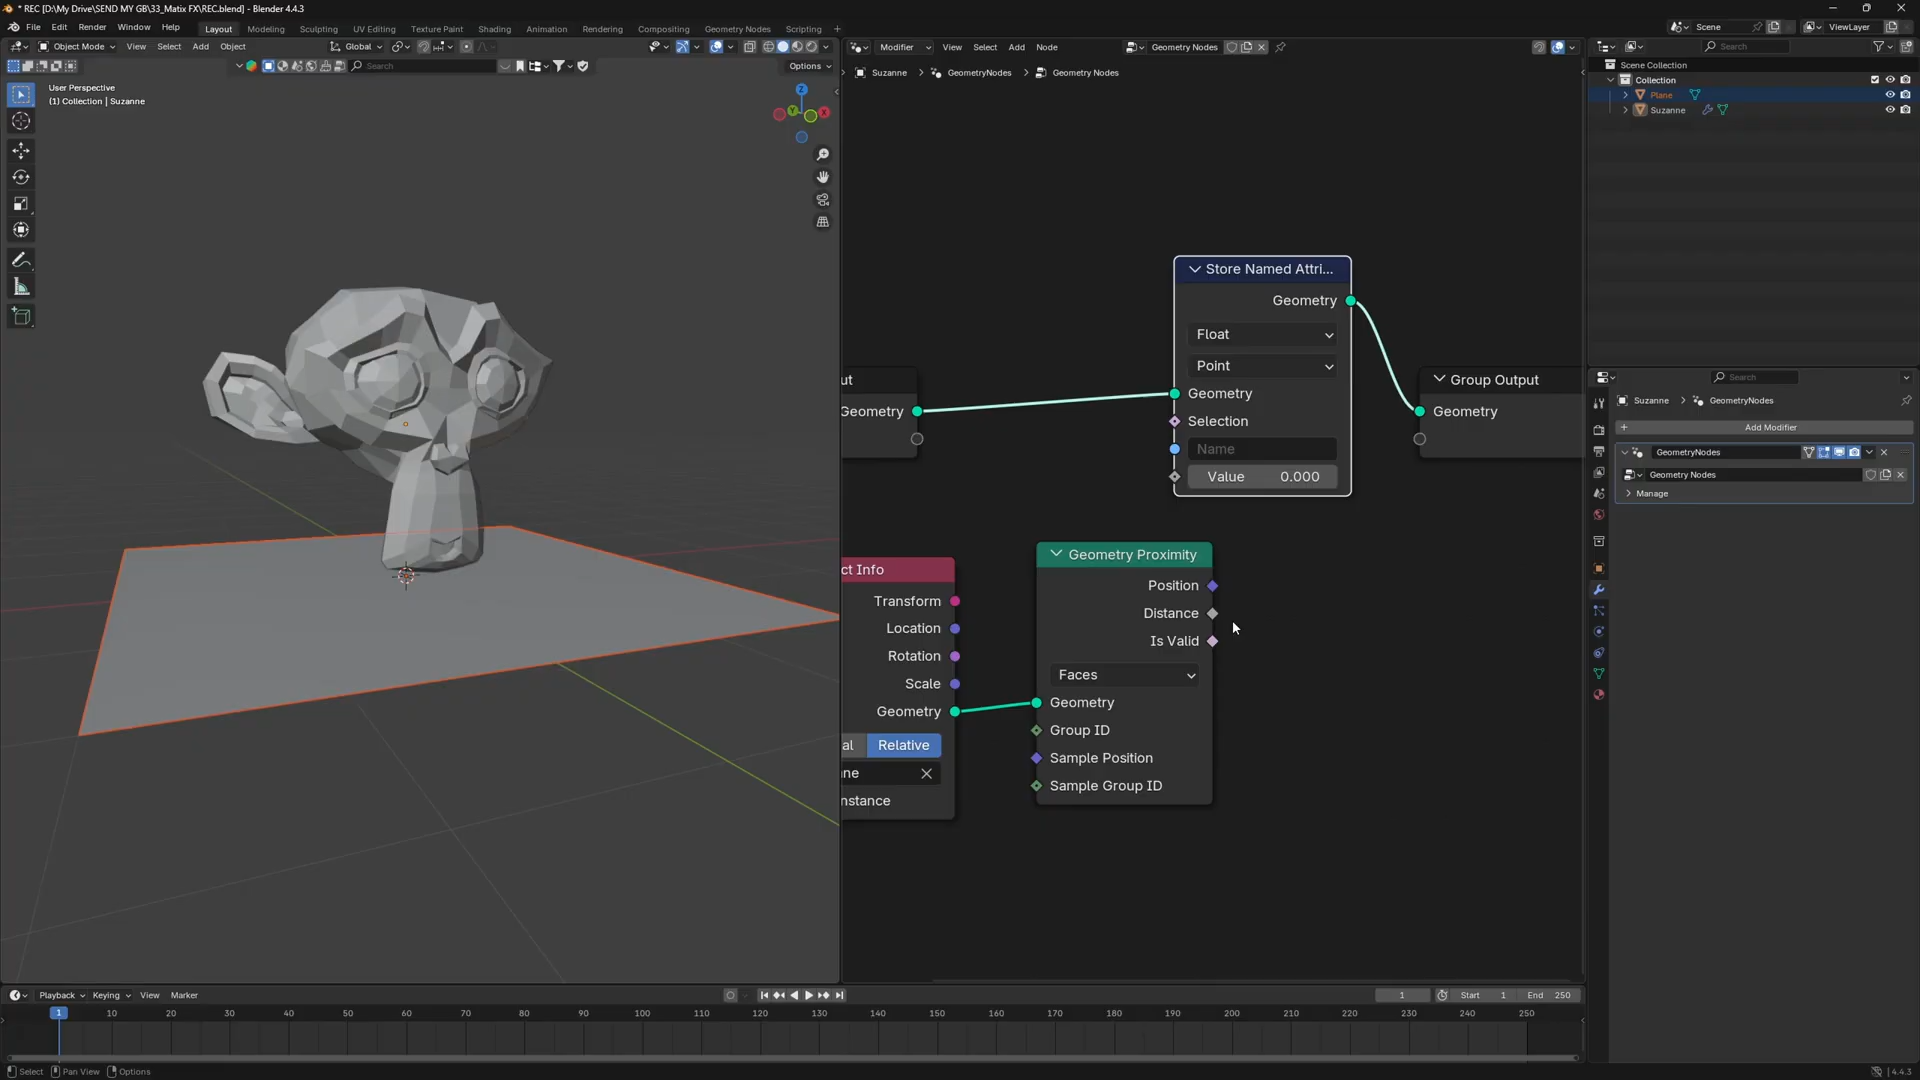 * REC [D:\My Drive\SEND MY GB\33_Matix FX\REC.blend] - Blender 4.4.3
File Edit Render Window Help Layout Modeling Sculpting UV Editing Texture Paint Shading Animation Rendering Compositing Geometry Nodes Scripting +
Scene
ViewLayer
Object Mode View Select Add Object
Global
Modifier View Select Add Node
Geometry Nodes
Search
Search
Options
Suzanne > GeometryNodes > Geometry Nodes
User Perspective
(1) Collection | Suzanne
Z
Y
X
Scene Collection
Collection
Plane
Suzanne
Store Named Attri...
Geometry
Float
Point
Geometry
Selection
Name
Value 0.000
ut
Geometry
Group Output
Geometry
ct Info
Transform
Location
Rotation
Scale
Geometry
al Relative
ne
nstance
Geometry Proximity
Position
Distance
Is Valid
Faces
Geometry
Group ID
Sample Position
Sample Group ID
Search
Suzanne > GeometryNodes
+ Add Modifier
GeometryNodes
Geometry Nodes
Manage
Playback Keying View Marker
1
Start 1 End 250
1 10 20 30 40 50 60 70 80 90 100 110 120 130 140 150 160 170 180 190 200 210 220 230 240 250
Select Pan View Options
4.4.3